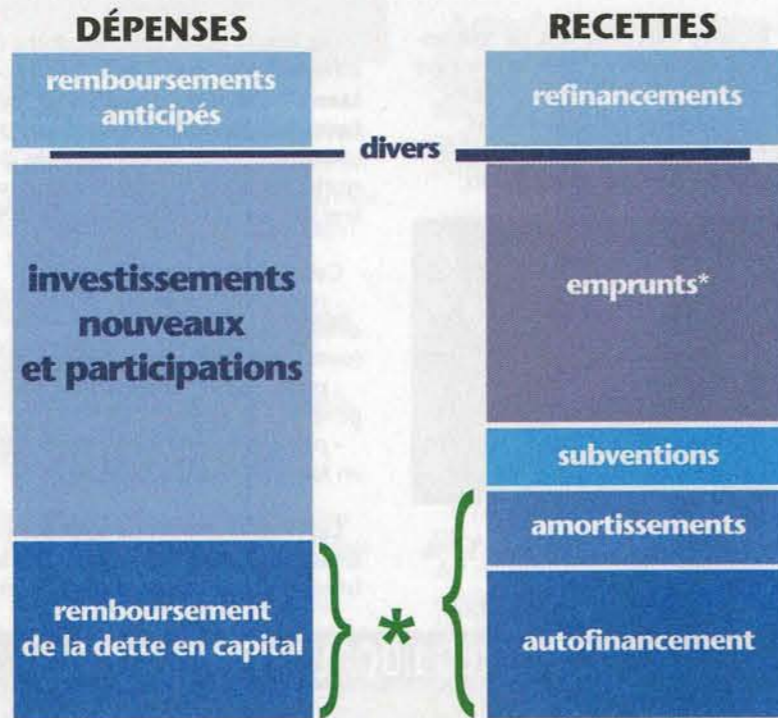 DÉPENSES
remboursements
anticipés
divers
investissements
nouveaux
et participations
remboursement
de la dette en capital
*
RECETTES
refinancements
emprunts*
subventions
amortissements
autofinancement